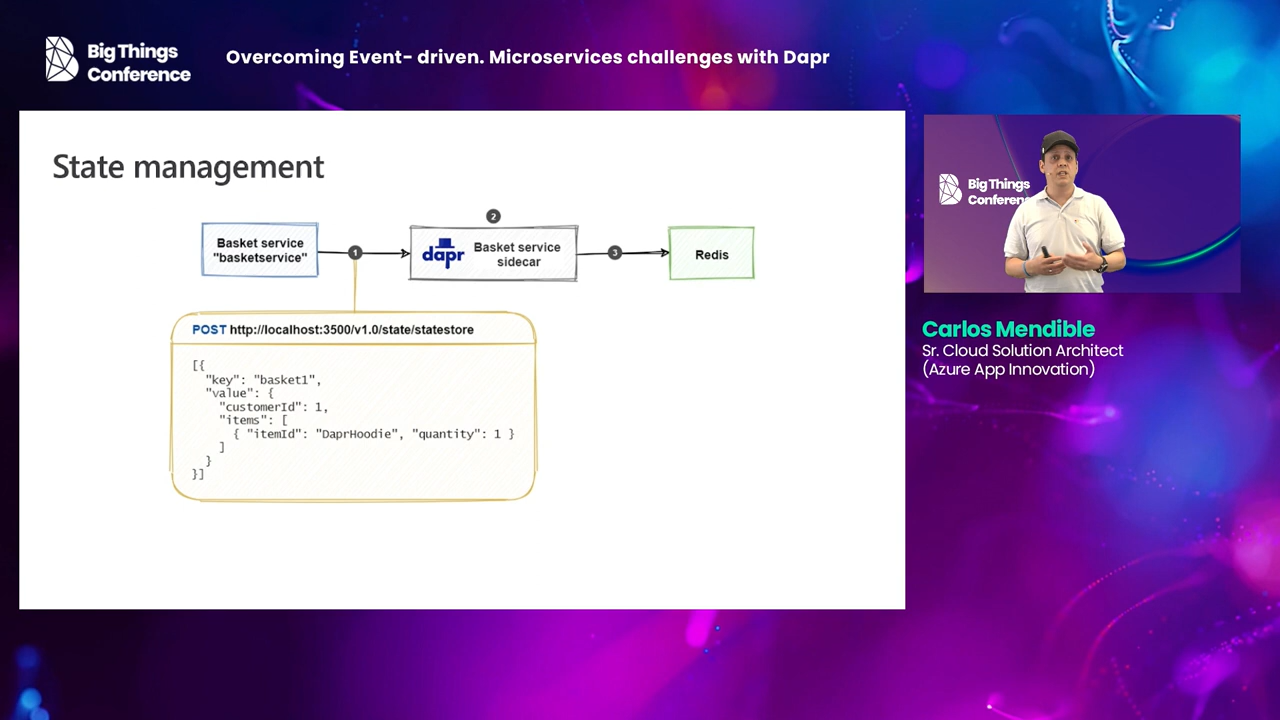 Big Things
Conference
Overcoming Event- driven. Microservices challenges with Dapr
State management
2
Basket service
"basketservice"
1
dapr
Basket service
sidecar
3
Redis
POST http://localhost:3500/v1.0/state/statestore
[{
"key": "basket1",
"value": {
"customerId": 1,
"items": [
{ "itemId": "DaprHoodie", "quantity": 1 }
]
}
}]
Big Things
Conferen
Carlos Mendible
Sr. Cloud Solution Architect
(Azure App Innovation)